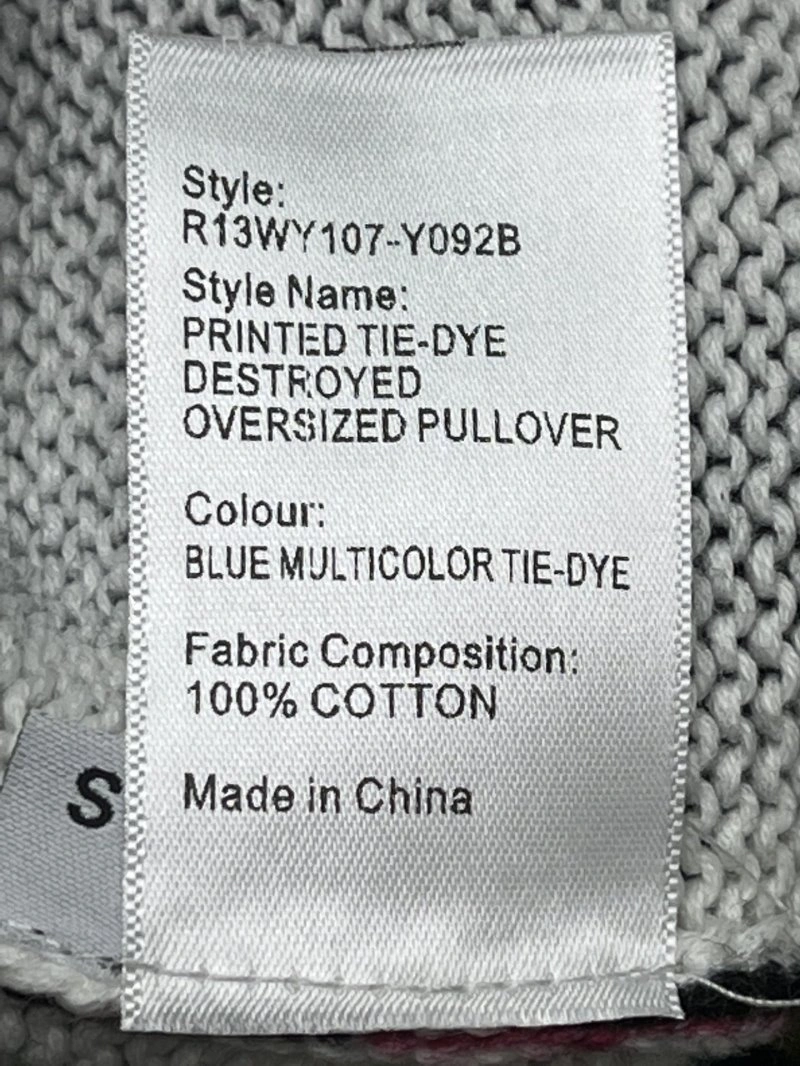 Style:
R13WY107-Y092B
Style Name:
PRINTED TIE-DYE
DESTROYED
OVERSIZED PULLOVER
Colour:
BLUE MULTICOLOR TIE-DYE
Fabric Composition:
100% COTTON
S
Made in China